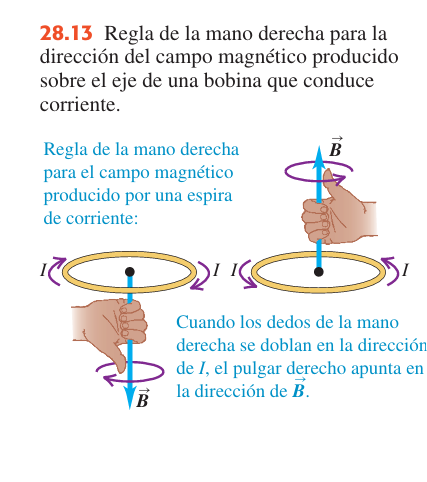 28.13 Regla de la mano derecha para la
dirección del campo magnético producido
sobre el eje de una bobina que conduce
corriente.
Regla de la mano derecha
para el campo magnético
producido por una espira
de corriente:
B
I I I I
B
Cuando los dedos de la mano
derecha se doblan en la dirección
de I, el pulgar derecho apunta en
la dirección de B.